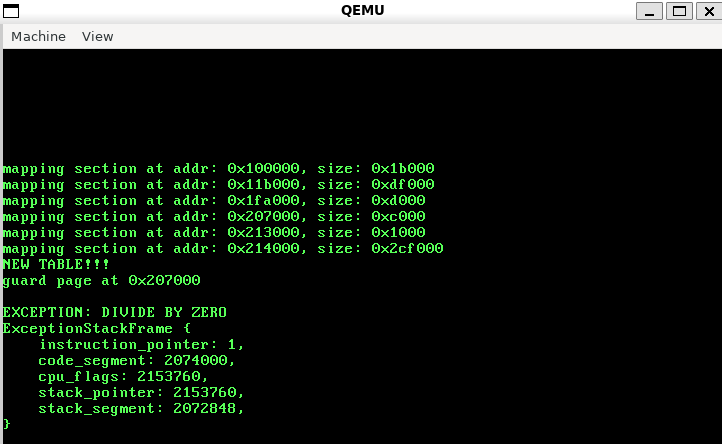 QEMU
Machine View
mapping section at addr: 0x100000, size: 0x1b000
mapping section at addr: 0x11b000, size: 0xdf000
mapping section at addr: 0x1fa000, size: 0xd000
mapping section at addr: 0x207000, size: 0xc000
mapping section at addr: 0x213000, size: 0x1000
mapping section at addr: 0x214000, size: 0x2cf000
NEW TABLE!!!
guard page at 0x207000
EXCEPTION: DIVIDE BY ZERO
ExceptionStackFrame {
    instruction_pointer: 1,
    code_segment: 2074000,
    cpu_flags: 2153760,
    stack_pointer: 2153760,
    stack_segment: 2072848,
}